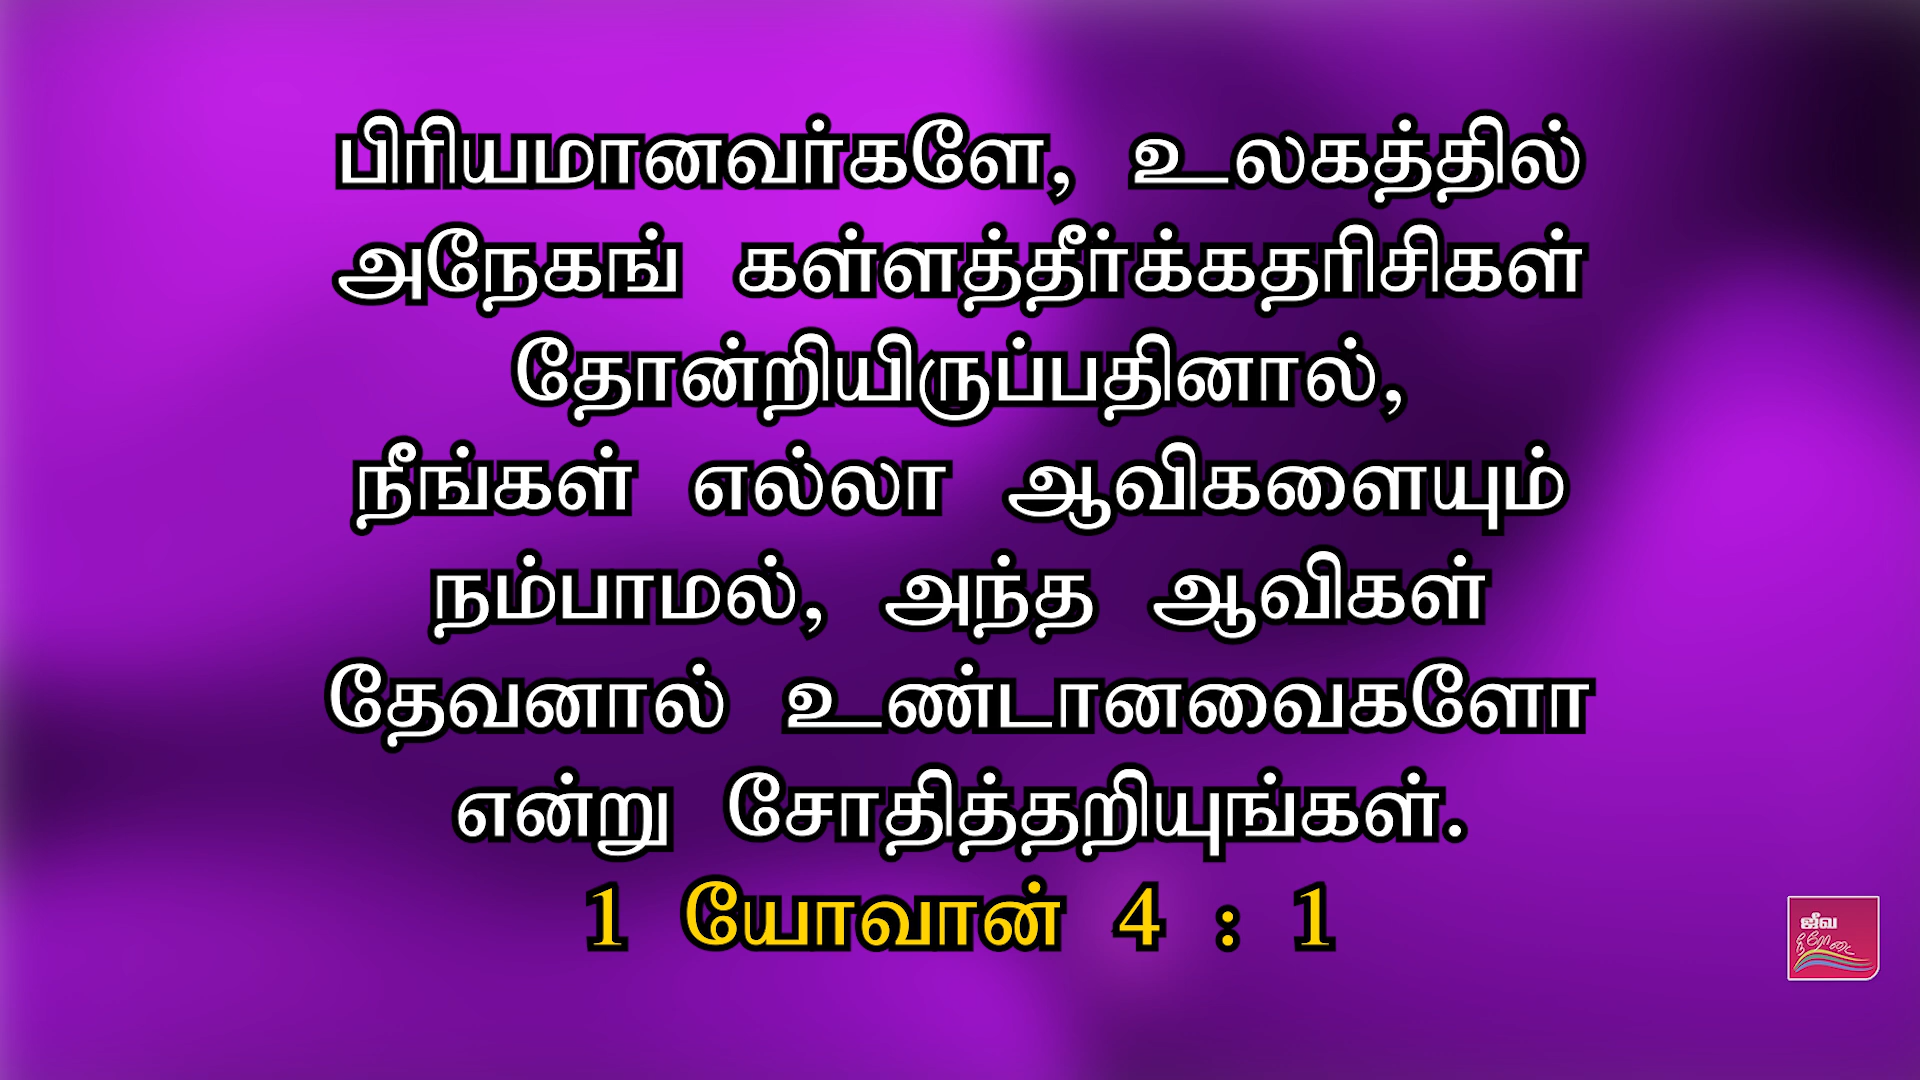 பிரியமானவர்களே, உலகத்தில்
அநேகங் கள்ளத்தீர்க்கதரிசிகள்
தோன்றியிருப்பதினால்,
நீங்கள் எல்லா ஆவிகளையும்
நம்பாமல், அந்த ஆவிகள்
தேவனால் உண்டானவைகளோ
என்று சோதித்தறியுங்கள்.
1 யோவான் 4 : 1
ஜீவ
நீரோடை